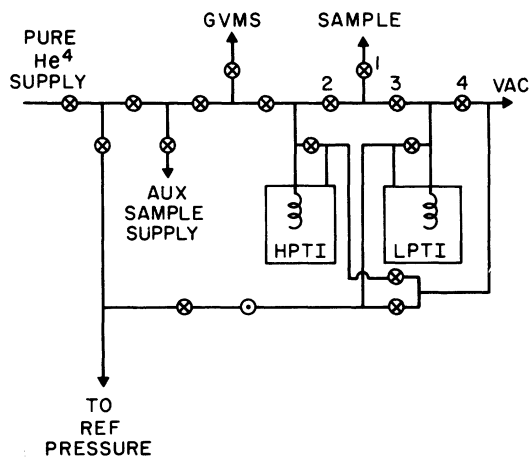 GVMS
SAMPLE
PURE
He⁴
SUPPLY
1
2
3
4
VAC
AUX
SAMPLE
SUPPLY
HPTI
LPTI
TO
REF
PRESSURE